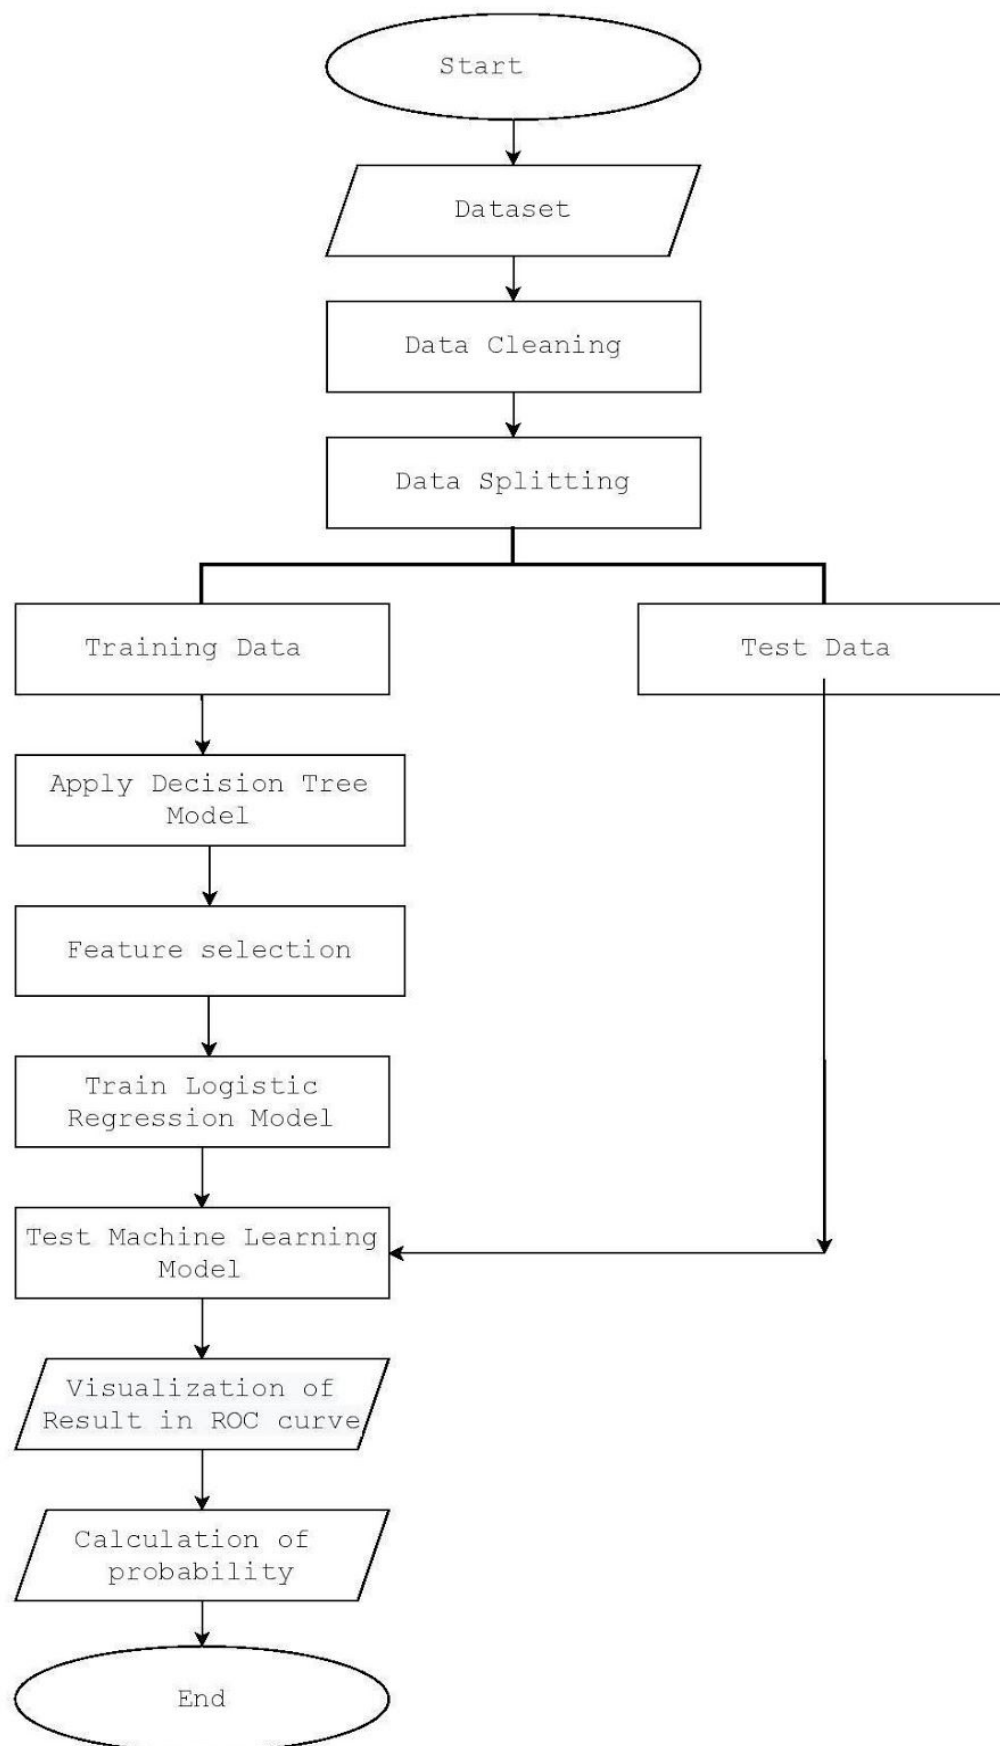 Start
Dataset
Data Cleaning
Data Splitting
Training Data
Test Data
Apply Decision Tree
Model
Feature selection
Train Logistic
Regression Model
Test Machine Learning
Model
Visualization of
Result in ROC curve
Calculation of
probability
End